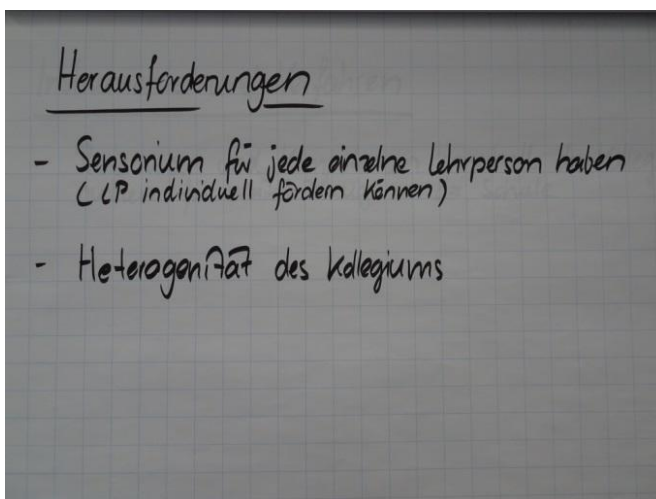 Herausforderungen
- Sensorium für jede einzelne Lehrperson haben
(LP individuell fördern können)
- Heterogenität des Kollegiums